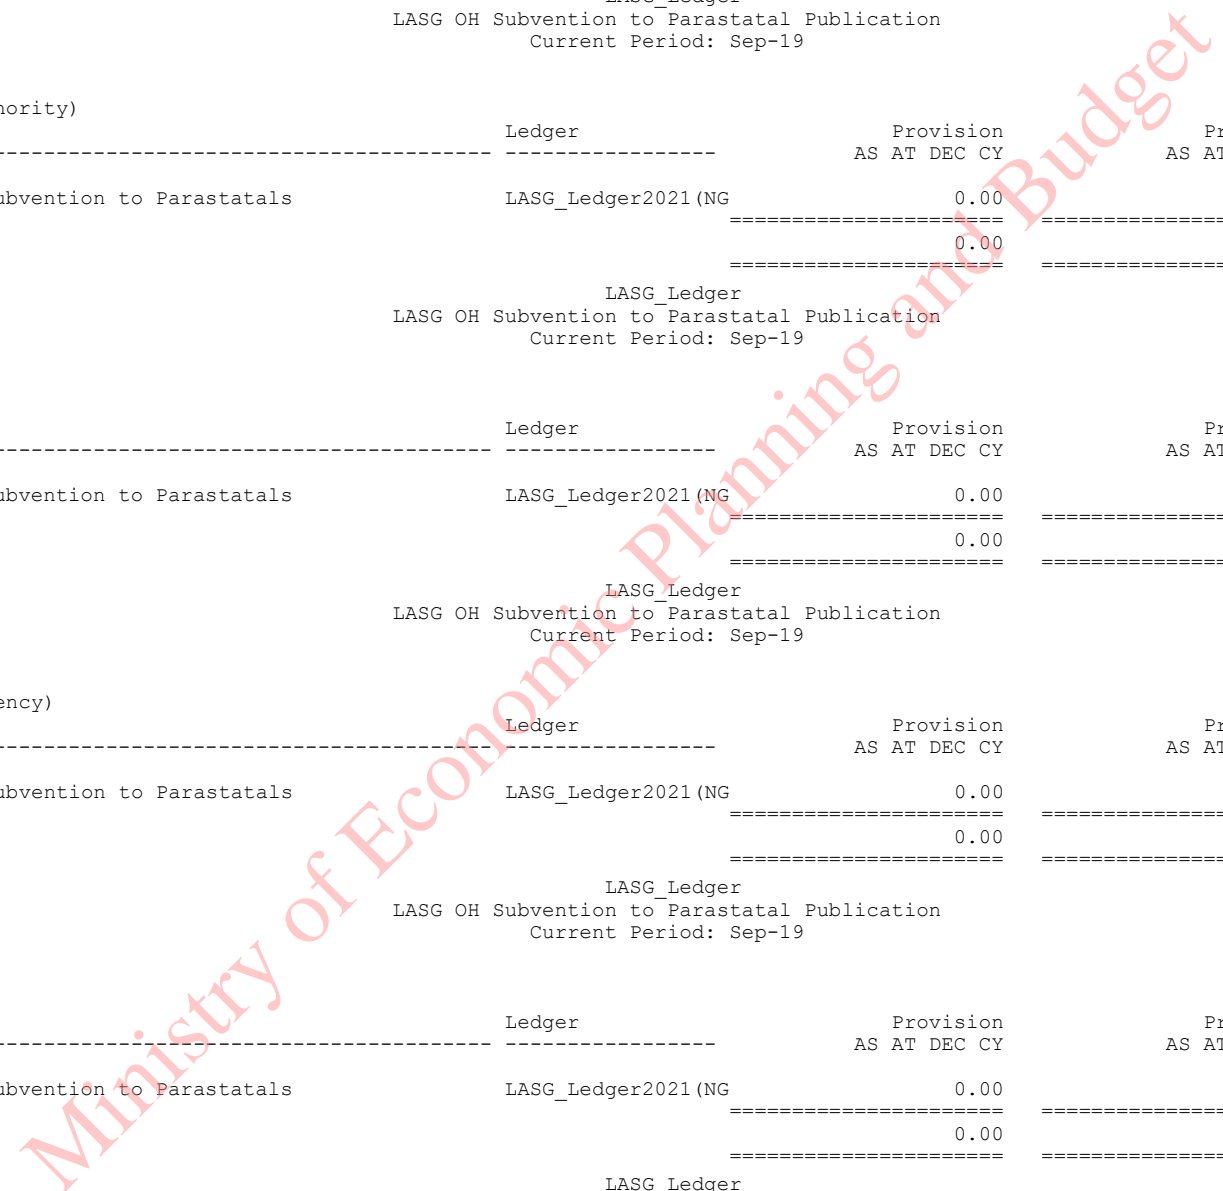 LASG_Ledger
LASG OH Subvention to Parastatal Publication
Current Period: Sep-19
hority)
Ledger Provision Pr
---------------------------------------- ----------------- AS AT DEC CY AS AT
ubvention to Parastatals LASG_Ledger2021(NG 0.00
====================== ===============
0.00
====================== ===============
LASG_Ledger
LASG OH Subvention to Parastatal Publication
Current Period: Sep-19
Ledger Provision Pr
---------------------------------------- ----------------- AS AT DEC CY AS AT
ubvention to Parastatals LASG_Ledger2021(NG 0.00
====================== ===============
0.00
====================== ===============
LASG_Ledger
LASG OH Subvention to Parastatal Publication
Current Period: Sep-19
ency)
Ledger Provision Pr
---------------------------------------- ----------------- AS AT DEC CY AS AT
ubvention to Parastatals LASG_Ledger2021(NG 0.00
====================== ===============
0.00
====================== ===============
LASG_Ledger
LASG OH Subvention to Parastatal Publication
Current Period: Sep-19
Ledger Provision Pr
---------------------------------------- ----------------- AS AT DEC CY AS AT
ubvention to Parastatals LASG_Ledger2021(NG 0.00
====================== ===============
0.00
====================== ===============
LASG_Ledger
Ministry of Economic Planning and Budget